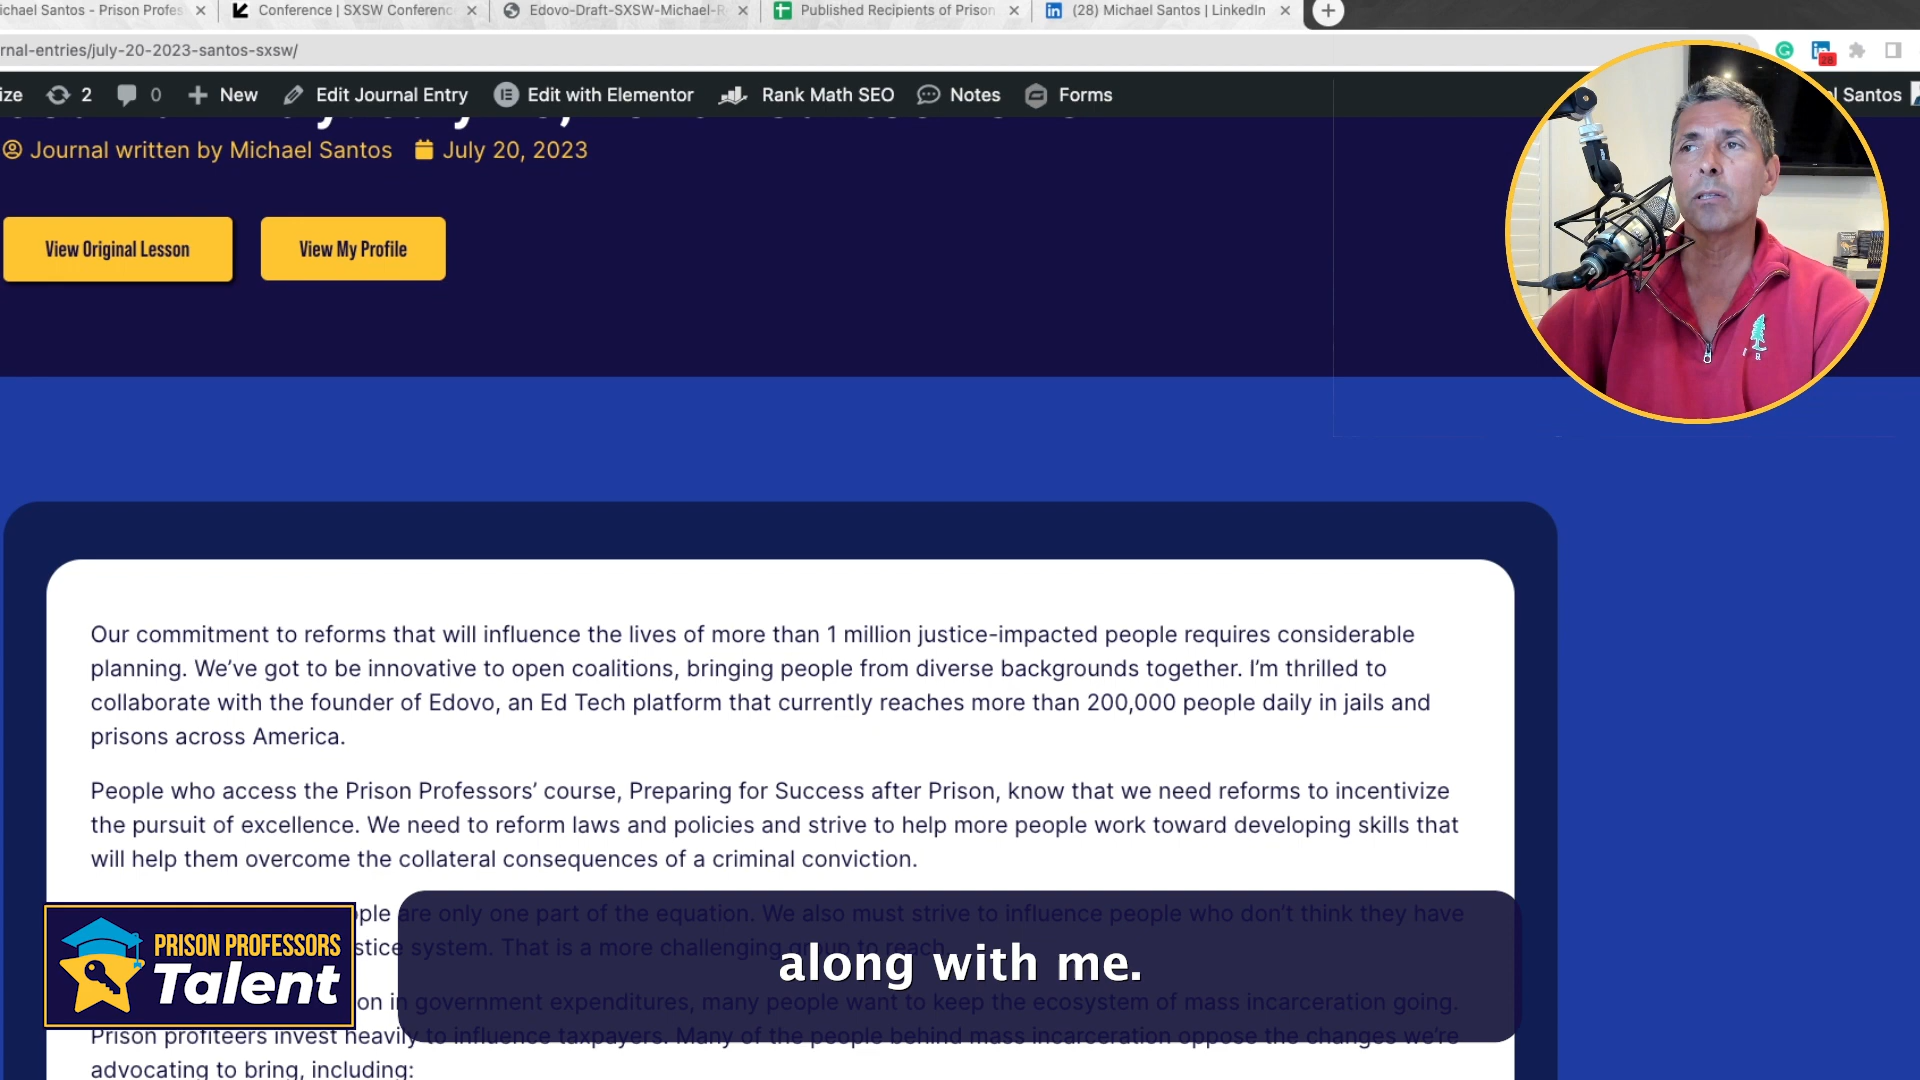 ichael Santos - Prison Profes
Conference | SXSW Conferenc
Edovo-Draft-SXSW-Michael-R
Published Recipients of Prison
(28) Michael Santos | LinkedIn
rnal-entries/july-20-2023-santos-sxsw/
28
ize 2 0 New Edit Journal Entry Edit with Elementor Rank Math SEO Notes Forms
l Santos
Journal written by Michael Santos July 20, 2023
View Original Lesson View My Profile
Our commitment to reforms that will influence the lives of more than 1 million justice-impacted people requires considerable
planning. We’ve got to be innovative to open coalitions, bringing people from diverse backgrounds together. I’m thrilled to
collaborate with the founder of Edovo, an Ed Tech platform that currently reaches more than 200,000 people daily in jails and
prisons across America.
People who access the Prison Professors’ course, Preparing for Success after Prison, know that we need reforms to incentivize
the pursuit of excellence. We need to reform laws and policies and strive to help more people work toward developing skills that
will help them overcome the collateral consequences of a criminal conviction.
ple are only one part of the equation. We also must strive to influence people who don’t think they have
stice system. That is a more challenging group to reach.
along with me.
PRISON PROFESSORS
Talent
on in government expenditures, many people want to keep the ecosystem of mass incarceration going.
Prison profiteers invest heavily to influence taxpayers. Many of the people behind mass incarceration oppose the changes we’re
advocating to bring, including: